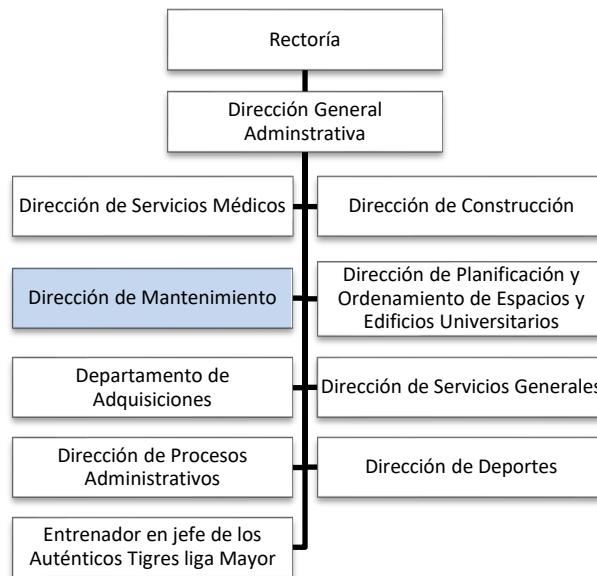 Rectoría
Dirección General
Adminstrativa
Dirección de Servicios Médicos
Dirección de Construcción
Dirección de Mantenimiento
Dirección de Planificación y
Ordenamiento de Espacios y
Edificios Universitarios
Departamento de
Adquisiciones
Dirección de Servicios Generales
Dirección de Procesos
Administrativos
Dirección de Deportes
Entrenador en jefe de los
Auténticos Tigres liga Mayor